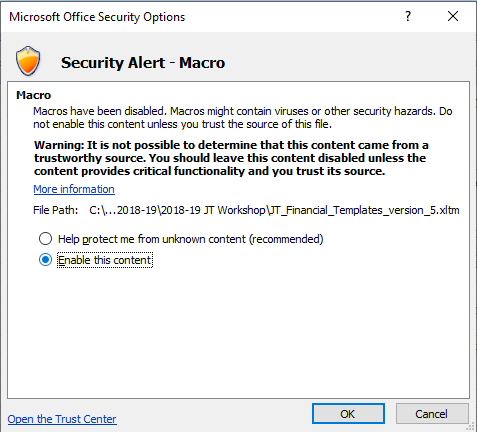 Microsoft Office Security Options
?
Security Alert - Macro
Macro
Macros have been disabled. Macros might contain viruses or other security hazards. Do
not enable this content unless you trust the source of this file.
Warning: It is not possible to determine that this content came from a
trustworthy source. You should leave this content disabled unless the
content provides critical functionality and you trust its source.
More information
File Path: C:\...2018-19\2018-19 JT Workshop\JT_Financial_Templates_version_5.xltm
Help protect me from unknown content (recommended)
Enable this content
Open the Trust Center
OK
Cancel